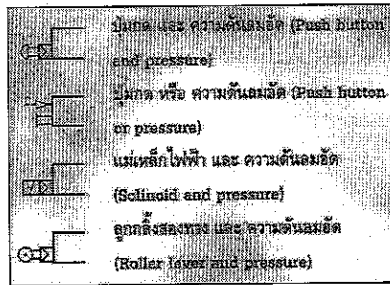 ปุ่มกด และ ความดันลมอัด (Push button
and pressure)
ปุ่มกด หรือ ความดันลมอัด (Push button
or pressure)
แม่เหล็กไฟฟ้า และ ความดันลมอัด
(Solinoid and pressure)
ลูกกลิ้งสองทาง และ ความดันลมอัด
(Roller lever and pressure)